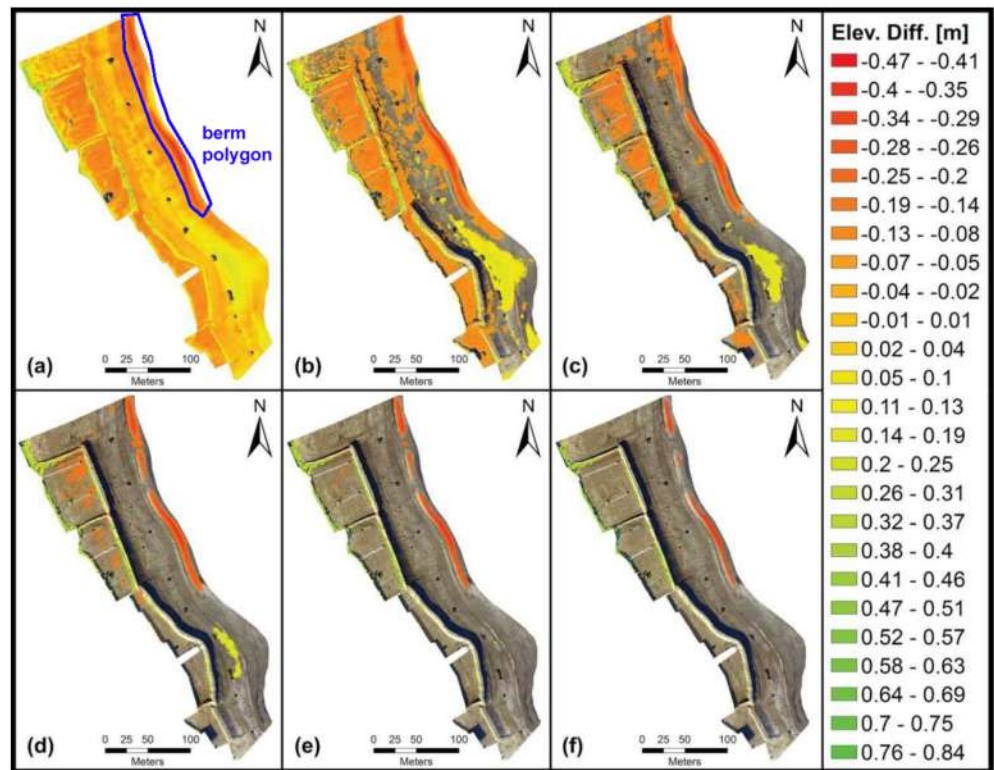 N
berm
polygon
0 25 50 100
Meters
(a)
N
0 25 50 100
Meters
(b)
N
0 25 50 100
Meters
(c)
N
0 25 50 100
Meters
(d)
N
0 25 50 100
Meters
(e)
N
0 25 50 100
Meters
(f)
Elev. Diff. [m]
-0.47 - -0.41
-0.4 - -0.35
-0.34 - -0.29
-0.28 - -0.26
-0.25 - -0.2
-0.19 - -0.14
-0.13 - -0.08
-0.07 - -0.05
-0.04 - -0.02
-0.01 - 0.01
0.02 - 0.04
0.05 - 0.1
0.11 - 0.13
0.14 - 0.19
0.2 - 0.25
0.26 - 0.31
0.32 - 0.37
0.38 - 0.4
0.41 - 0.46
0.47 - 0.51
0.52 - 0.57
0.58 - 0.63
0.64 - 0.69
0.7 - 0.75
0.76 - 0.84